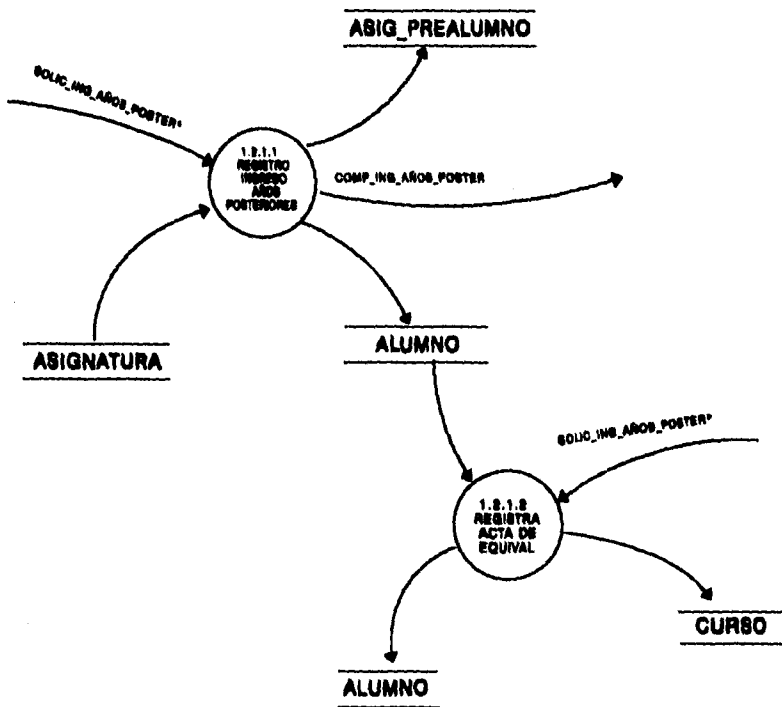 ASIG_PREALUMNO
SOLIC_ING_AÑOS_POSTER*
1.2.1.1
REGISTRO
INGRESO
AÑOS
POSTERIORES
COMP_ING_AÑOS_POSTER
ASIGNATURA
ALUMNO
SOLIC_ING_AÑOS_POSTER*
1.2.1.2
REGISTRA
ACTA DE
EQUIVAL
CURSO
ALUMNO